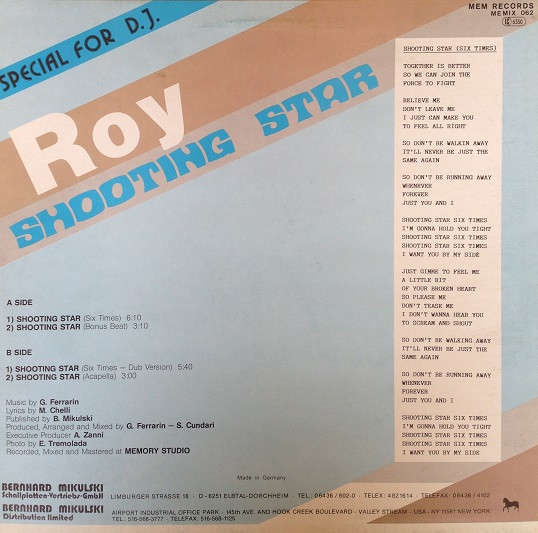 MEM RECORDS
MEMIX 062
LC 6350
SPECIAL FOR D.J.
Roy
SHOOTING STAR
SHOOTING STAR (SIX TIMES)
TOGETHER IS BETTER
SO WE CAN JOIN THE
FORCE TO FIGHT
BELIEVE ME
DON'T LEAVE ME
I JUST CAN MAKE YOU
TO FEEL ALL RIGHT
SO DON'T BE WALKIN AWAY
IT'LL NEVER BE JUST THE
SAME AGAIN
SO DON'T BE RUNNING AWAY
WHENEVER
FOREVER
JUST YOU AND I
SHOOTING STAR SIX TIMES
I'M GONNA HOLD YOU TIGHT
SHOOTING STAR SIX TIMES
SHOOTING STAR SIX TIMES
I WANT YOU BY MY SIDE
JUST GIMME TO FEEL ME
A LITTLE BIT
OF YOUR BROKEN HEART
SO PLEASE ME
DON'T TEASE ME
I DON'T WANNA HEAR YOU
TO SCREAM AND SHOUT
SO DON'T BE WALKING AWAY
IT'LL NEVER BE JUST THE
SAME AGAIN
SO DON'T BE RUNNING AWAY
WHENEVER
FOREVER
JUST YOU AND I
SHOOTING STAR SIX TIMES
I'M GONNA HOLD YOU TIGHT
SHOOTING STAR SIX TIMES
SHOOTING STAR SIX TIMES
I WANT YOU BY MY SIDE
A SIDE
1) SHOOTING STAR (Six Times) 6:10
2) SHOOTING STAR (Bonus Beat) 3:10
B SIDE
1) SHOOTING STAR (Six Times – Dub Version) 5:40
2) SHOOTING STAR (Acapella) 3:00
Music by G. Ferrarin
Lyrics by M. Chelli
Published by B. Mikulski
Produced, Arranged and Mixed by G. Ferrarin – S. Cundari
Executive Producer A. Zanni
Photo by E. Tremolada
Recorded, Mixed and Mastered at MEMORY STUDIO
Made in Germany
BERNHARD MIKULSKI
Schallplatten-Vertriebs-GmbH
LIMBURGER STRASSE 18 · D-6251 ELBTAL-DORCHHEIM · TEL.: 06436/602-0 · TELEX: 4821614 · TELEFAX: 06436/4102
BERNHARD MIKULSKI
Distribution limited
AIRPORT INDUSTRIAL OFFICE PARK · 145th AVE. AND HOOK CREEK BOULEVARD · VALLEY STREAM · USA-NY 11581 NEW YORK
TEL.: 516-568-3777 · TELEFAX: 516-568-1125